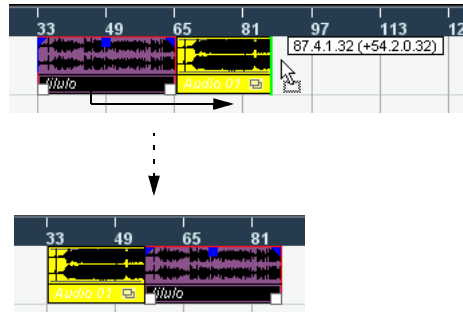 33 49 65 81 97 113 12
87.4.1.32 (+54.2.0.32)
lilulo Audio 01
33 49 65 81
Audio 01 lilulo